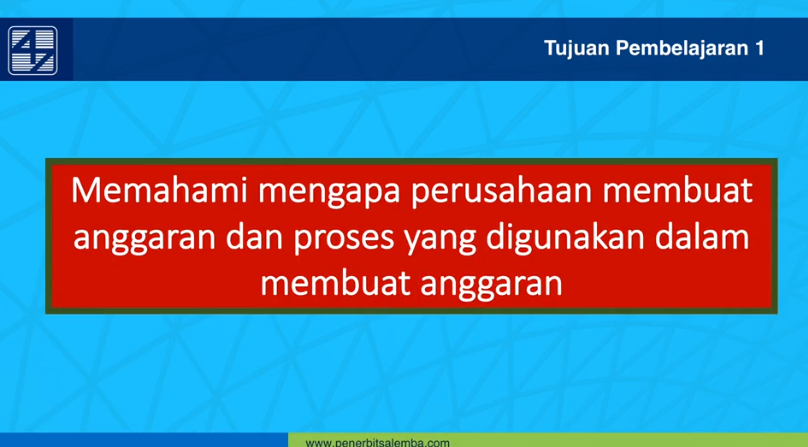 Tujuan Pembelajaran 1
Memahami mengapa perusahaan membuat
anggaran dan proses yang digunakan dalam
membuat anggaran
www.penerbitsalemba.com